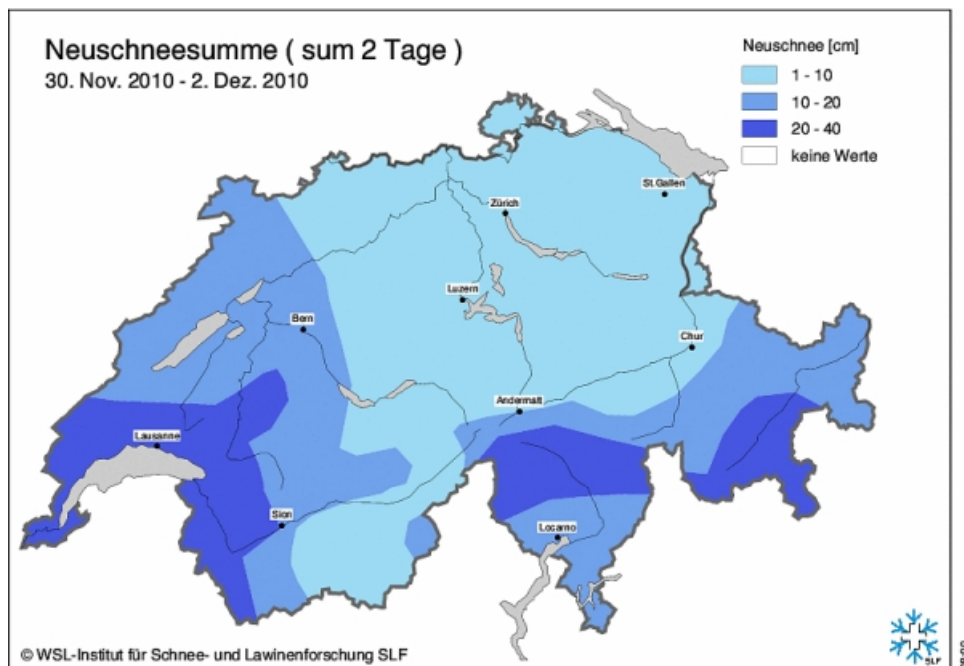 Neuschneesumme ( sum 2 Tage )
30. Nov. 2010 - 2. Dez. 2010
Neuschnee [cm]
1 - 10
10 - 20
20 - 40
keine Werte
St.Gallen
Zürich
Luzern
Bern
Chur
Andermatt
Lausanne
Sion
Locarno
© WSL-Institut für Schnee- und Lawinenforschung SLF
SLF